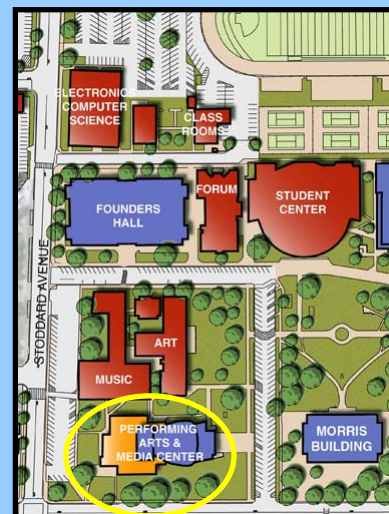 ELECTRONICS
COMPUTER
SCIENCE
CLASS
ROOMS
FOUNDERS
HALL
FORUM
STUDENT
CENTER
STODDARD AVENUE
ART
MUSIC
PERFORMING
ARTS &
MEDIA CENTER
MORRIS
BUILDING